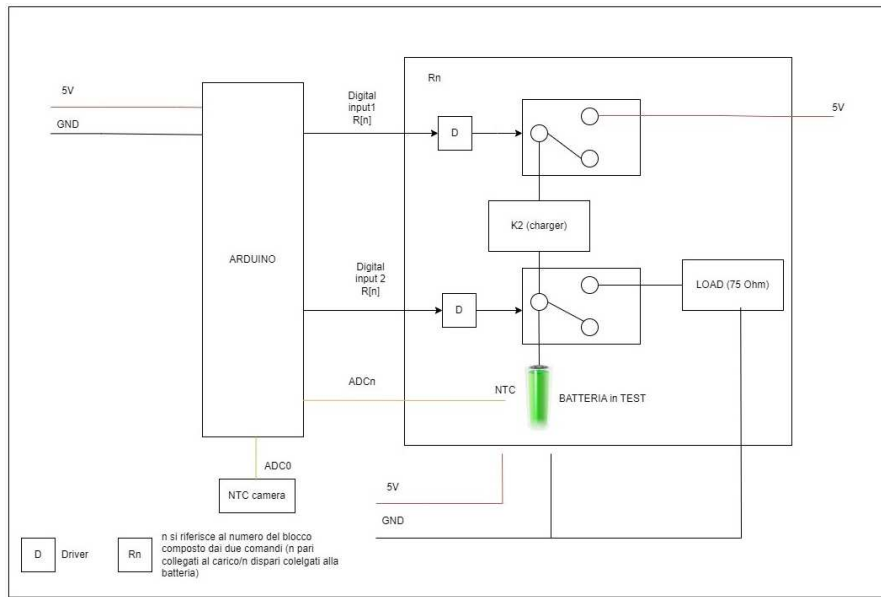 Rn
5V
GND
Digital
input1
R[n]
D
5V
K2 (charger)
ARDUINO
Digital
input 2
R[n]
D
LOAD (75 Ohm)
ADCn
NTC
BATTERIA in TEST
ADC0
NTC camera
5V
GND
D
Driver
Rn
n si riferisce al numero del blocco
composto dai due comandi (n pari
collegati al carico/n dispari colelgati alla
batteria)